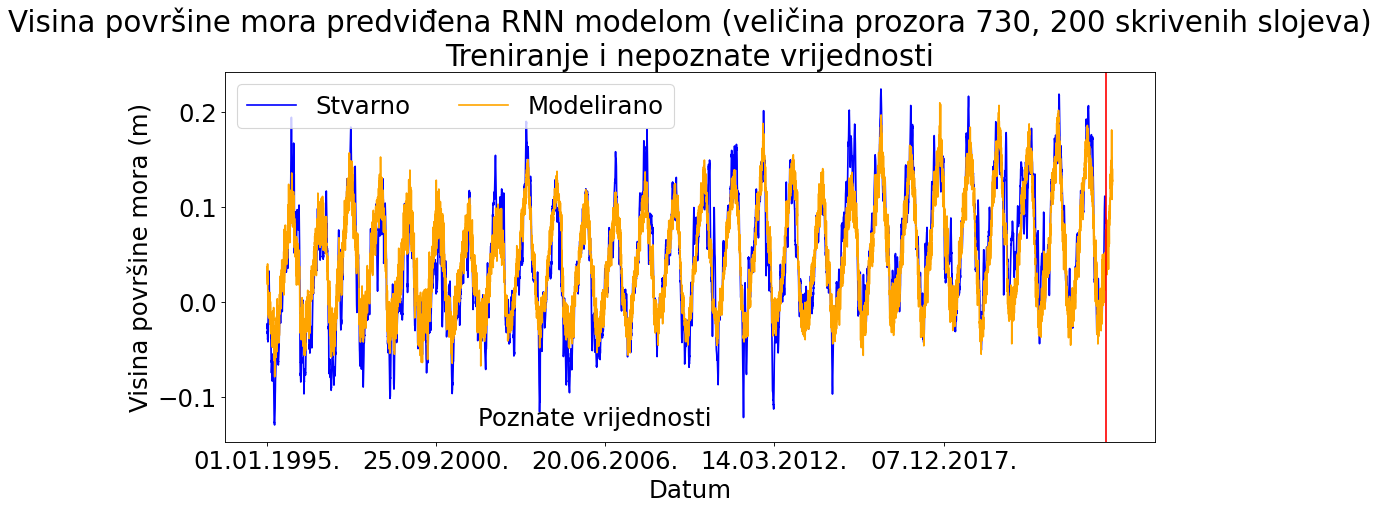 Visina površine mora predviđena RNN modelom (veličina prozora 730, 200 skrivenih slojeva)
Treniranje i nepoznate vrijednosti
Stvarno
Modelirano
Visina površine mora (m)
0.2
0.1
0.0
−0.1
Poznate vrijednosti
01.01.1995.
25.09.2000.
20.06.2006.
14.03.2012.
07.12.2017.
Datum